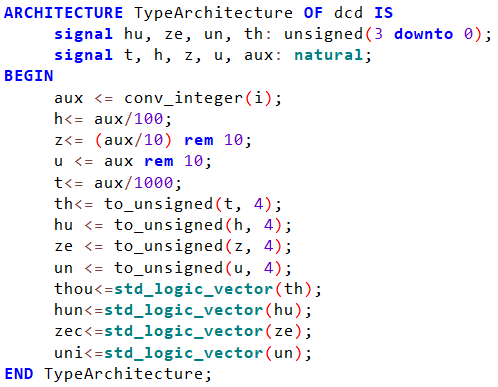 ARCHITECTURE TypeArchitecture OF dcd IS
signal hu, ze, un, th: unsigned(3 downto 0);
signal t, h, z, u, aux: natural;
BEGIN
aux <= conv_integer(i);
h<= aux/100;
z<= (aux/10) rem 10;
u <= aux rem 10;
t<= aux/1000;
th<= to_unsigned(t, 4);
hu <= to_unsigned(h, 4);
ze <= to_unsigned(z, 4);
un <= to_unsigned(u, 4);
thou<=std_logic_vector(th);
hun<=std_logic_vector(hu);
zec<=std_logic_vector(ze);
uni<=std_logic_vector(un);
END TypeArchitecture;